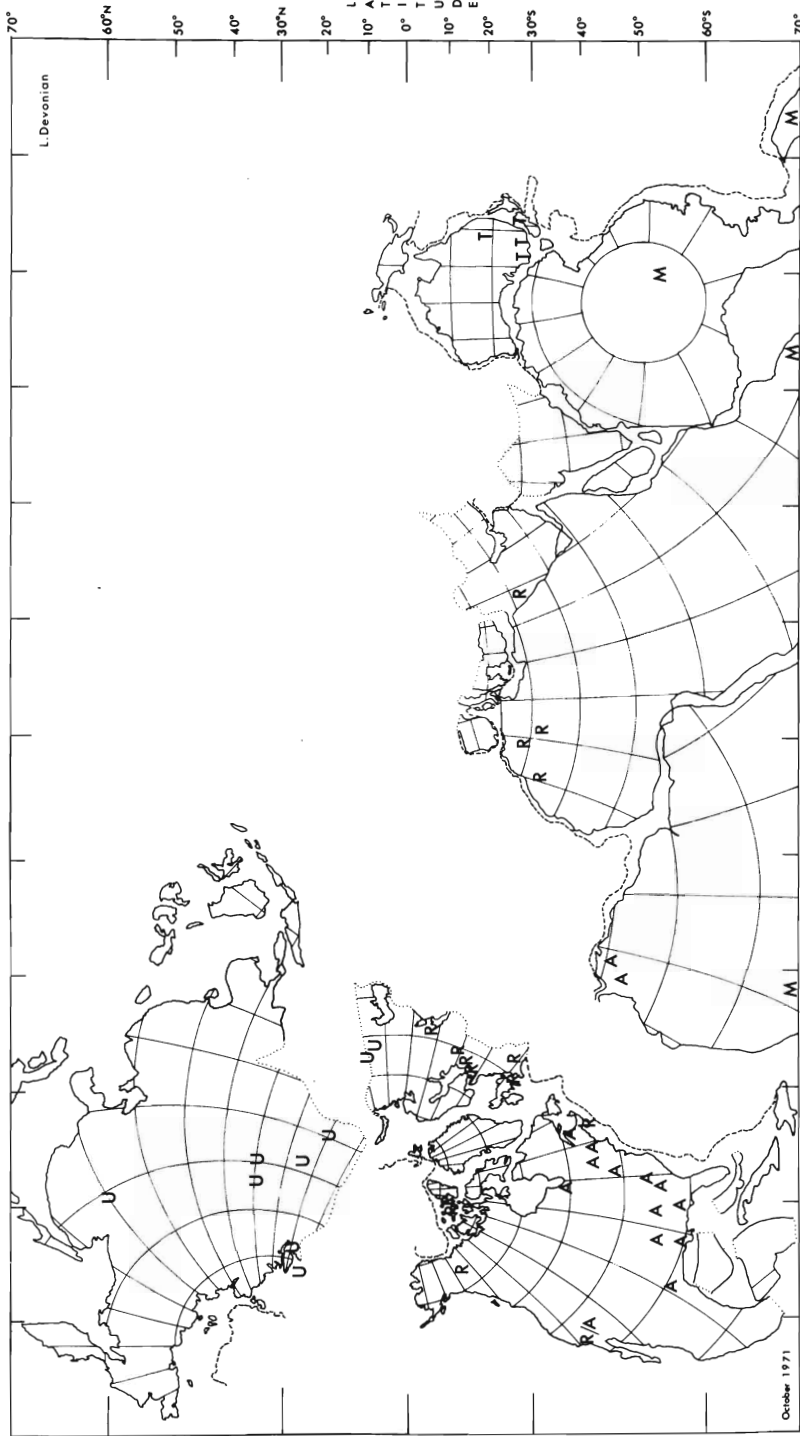 70°
60°N
50°
40°
30°
20°
10°
0°
10°
20°
30°S
40°
50°
60°S
70°
LATITUDE
L.Devonian
M
T
T
T T
M
M
R
R
R
R
A
A
M
R
U
U
R
R
R
R
R
A
A
A
A
A
A
A
A
A
A
A
A
U
U
U
U
U
U
U
U
R
R/A
October 1971